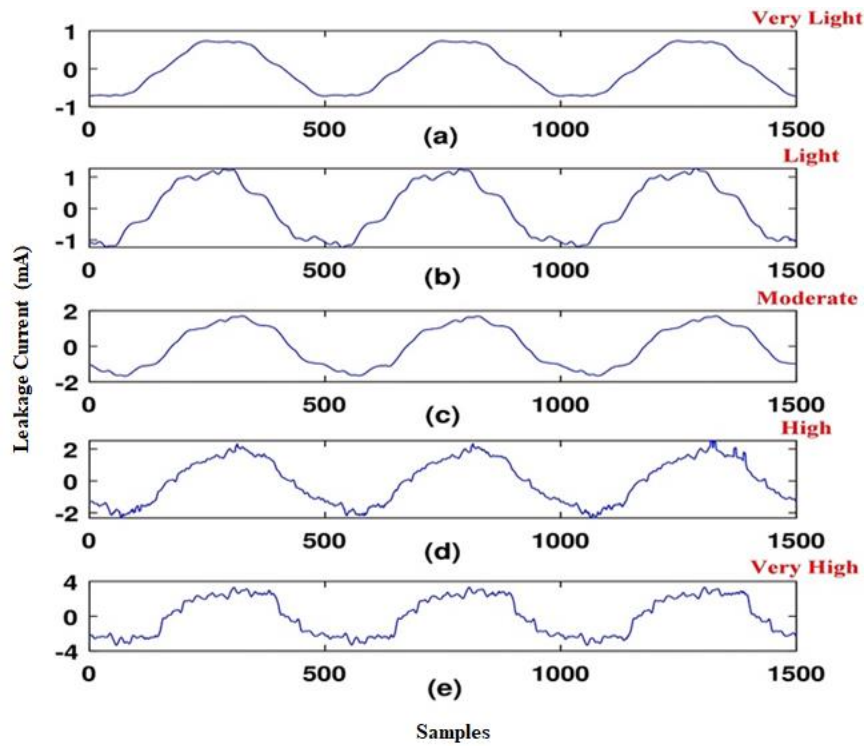 Very Light
1
0
-1
0 500 1000 1500
(a)
Light
1
0
-1
0 500 1000 1500
(b)
Moderate
2
0
-2
0 500 1000 1500
(c)
High
2
0
-2
0 500 1000 1500
(d)
Very High
4
0
-4
0 500 1000 1500
(e)
Leakage Current (mA)
Samples